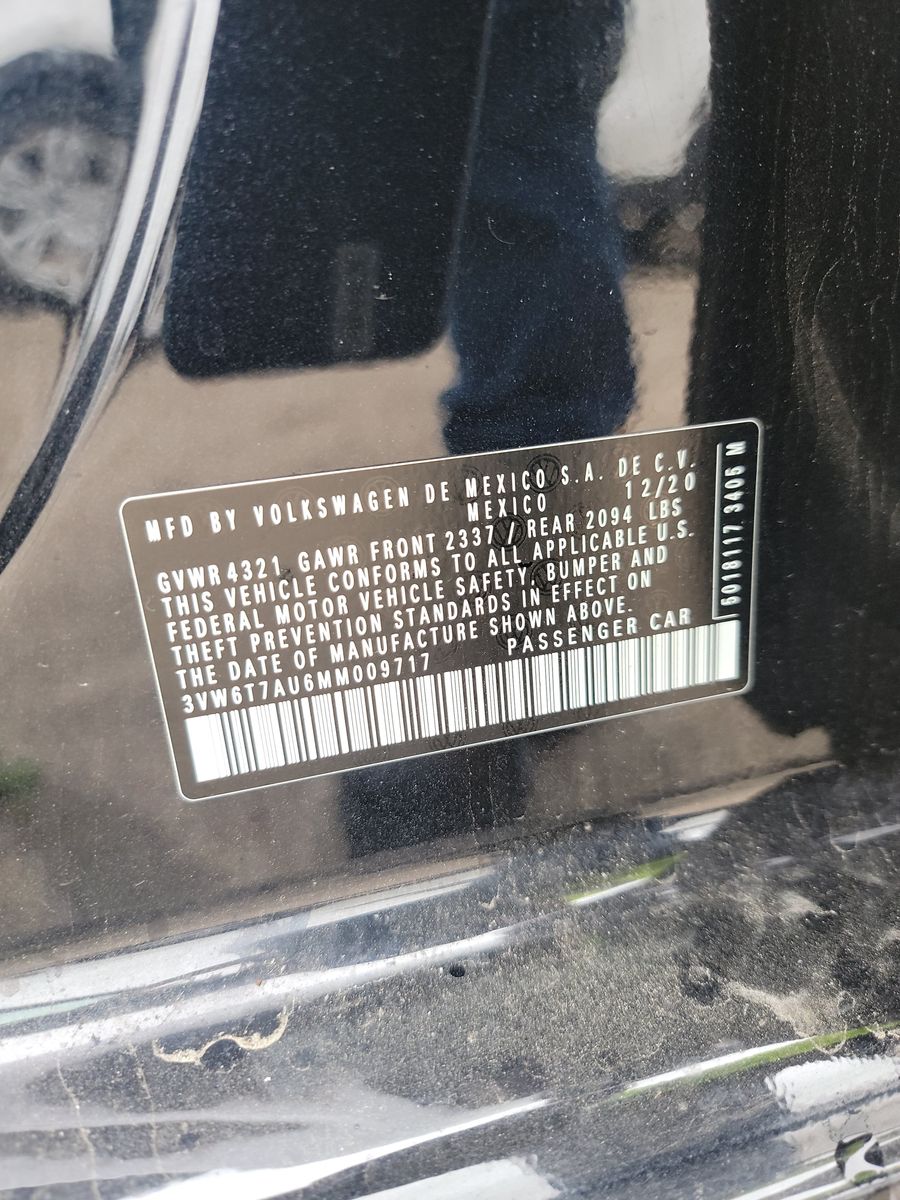 MFD BY VOLKSWAGEN DE MEXICO S.A. DE C.V.
MEXICO 12/20
GVWR 4321 GAWR FRONT 2337 / REAR 2094 LBS
THIS VEHICLE CONFORMS TO ALL APPLICABLE U.S.
FEDERAL MOTOR VEHICLE SAFETY, BUMPER AND
THEFT PREVENTION STANDARDS IN EFFECT ON
THE DATE OF MANUFACTURE SHOWN ABOVE.
3VW6T7AU6MM009717 PASSENGER CAR
5018117 3406 M